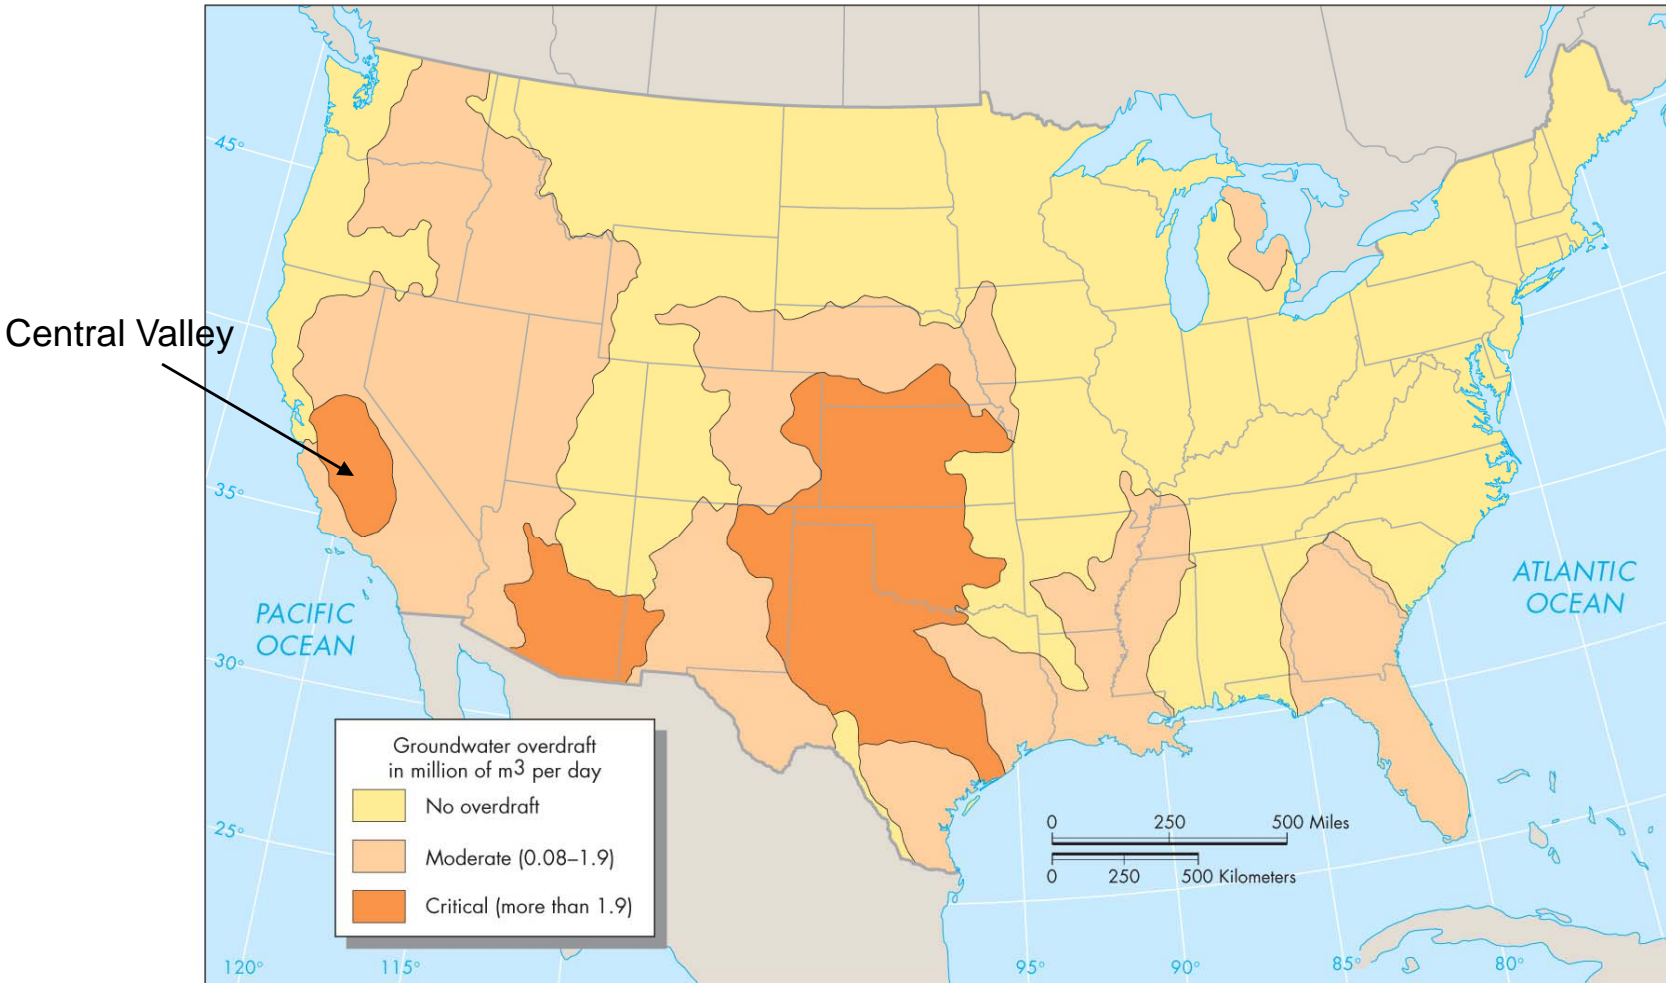 45°
Central Valley
35°
PACIFIC
OCEAN
ATLANTIC
OCEAN
30°
25°
Groundwater overdraft
in million of m3 per day
No overdraft
Moderate (0.08–1.9)
Critical (more than 1.9)
0 250 500 Miles
0 250 500 Kilometers
120° 115° 95° 90° 85° 80°